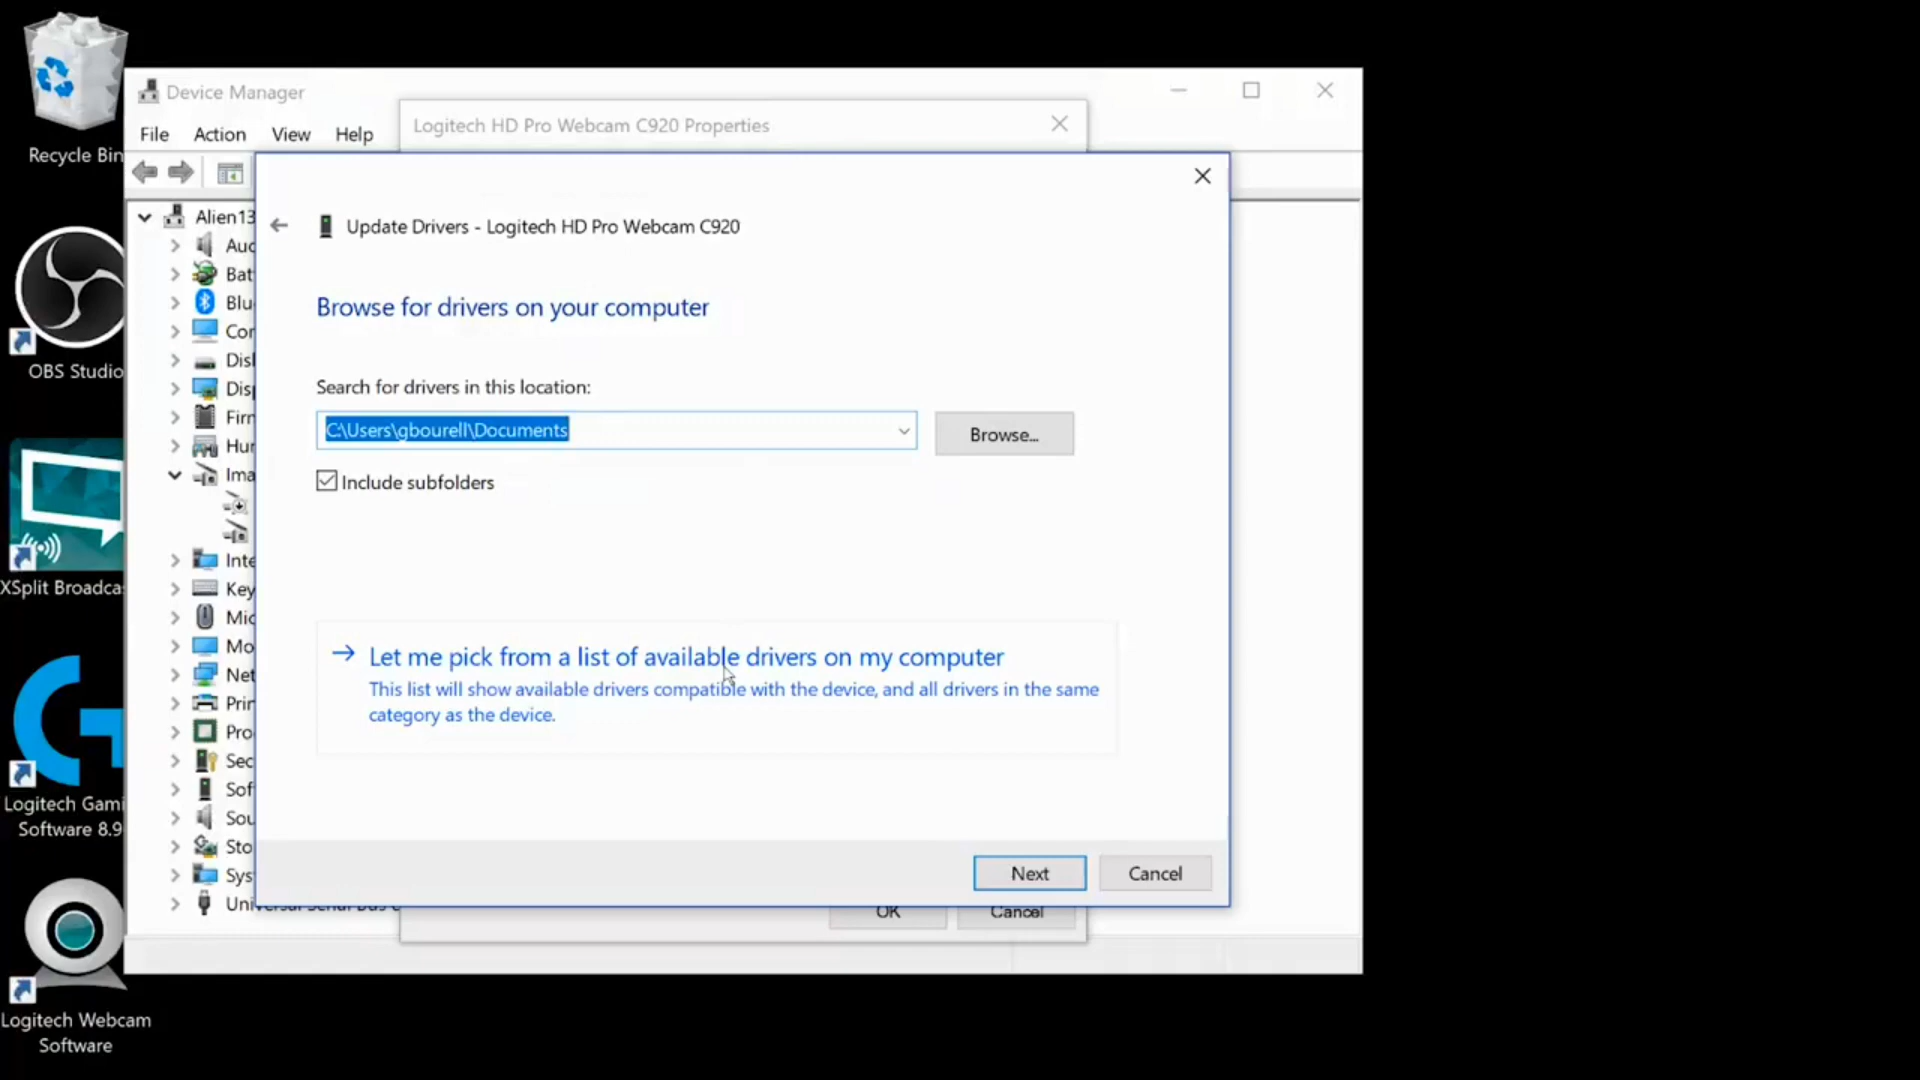 Recycle Bin
OBS Studio
XSplit Broadca
Logitech Gami
Software 8.9
Logitech Webcam
Software
Device Manager
File Action View Help
Logitech HD Pro Webcam C920 Properties
Alien13
Aud
Bat
Blu
Cor
Disl
Disp
Firn
Hur
Ima
Inte
Key
Mic
Mo
Net
Prin
Pro
Sec
Sof
Sou
Sto
Sys
Universal Serial Bus c
Update Drivers - Logitech HD Pro Webcam C920
Browse for drivers on your computer
Search for drivers in this location:
C:\Users\gbourell\Documents
Browse...
Include subfolders
Let me pick from a list of available drivers on my computer
This list will show available drivers compatible with the device, and all drivers in the same
category as the device.
Next Cancel
OK Cancel